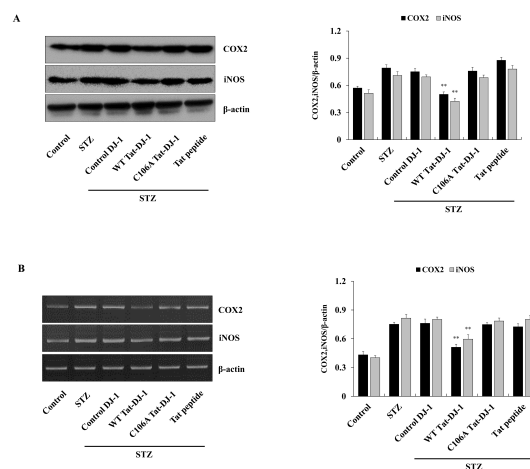 A
COX2
iNOS
β-actin
Control
STZ
Control DJ-1
WT Tat-DJ-1
C106A Tat-DJ-1
Tat peptide
STZ
COX2 iNOS
COX2,iNOS/β-actin
1.2
0.9
0.6
0.3
0
** **
Control
STZ
Control DJ-1
WT Tat-DJ-1
C106A Tat-DJ-1
Tat peptide
STZ
B
COX2
iNOS
β-actin
Control
STZ
Control DJ-1
WT Tat-DJ-1
C106A Tat-DJ-1
Tat peptide
STZ
COX2 iNOS
COX2,iNOS/β-actin
1.2
0.9
0.6
0.3
0
** **
Control
STZ
Control DJ-1
WT Tat-DJ-1
C106A Tat-DJ-1
Tat peptide
STZ